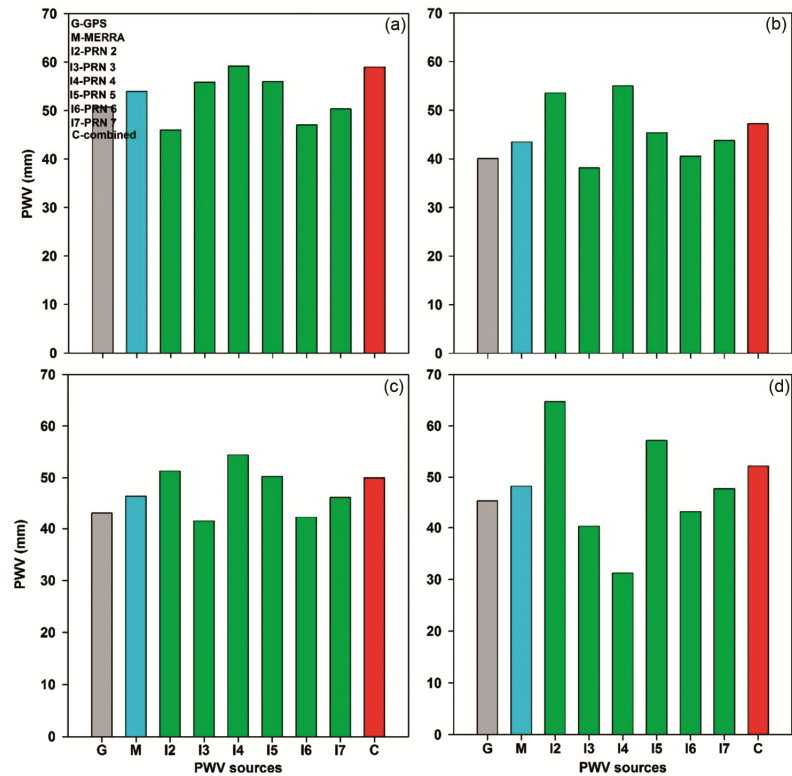 70
60
50
40
30
20
10
0
PWV (mm)
G-GPS
M-MERRA
I2-PRN 2
I3-PRN 3
I4-PRN 4
I5-PRN 5
I6-PRN 6
I7-PRN 7
C-combined
(a)
70
60
50
40
30
20
10
0
(b)
70
60
50
40
30
20
10
0
PWV (mm)
(c)
G M I2 I3 I4 I5 I6 I7 C
PWV sources
70
60
50
40
30
20
10
0
(d)
G M I2 I3 I4 I5 I6 I7 C
PWV sources